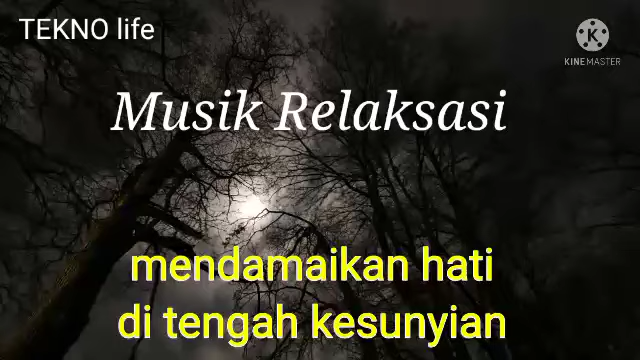 TEKNO life
KINEMASTER
Musik Relaksasi
mendamaikan hati
di tengah kesunyian